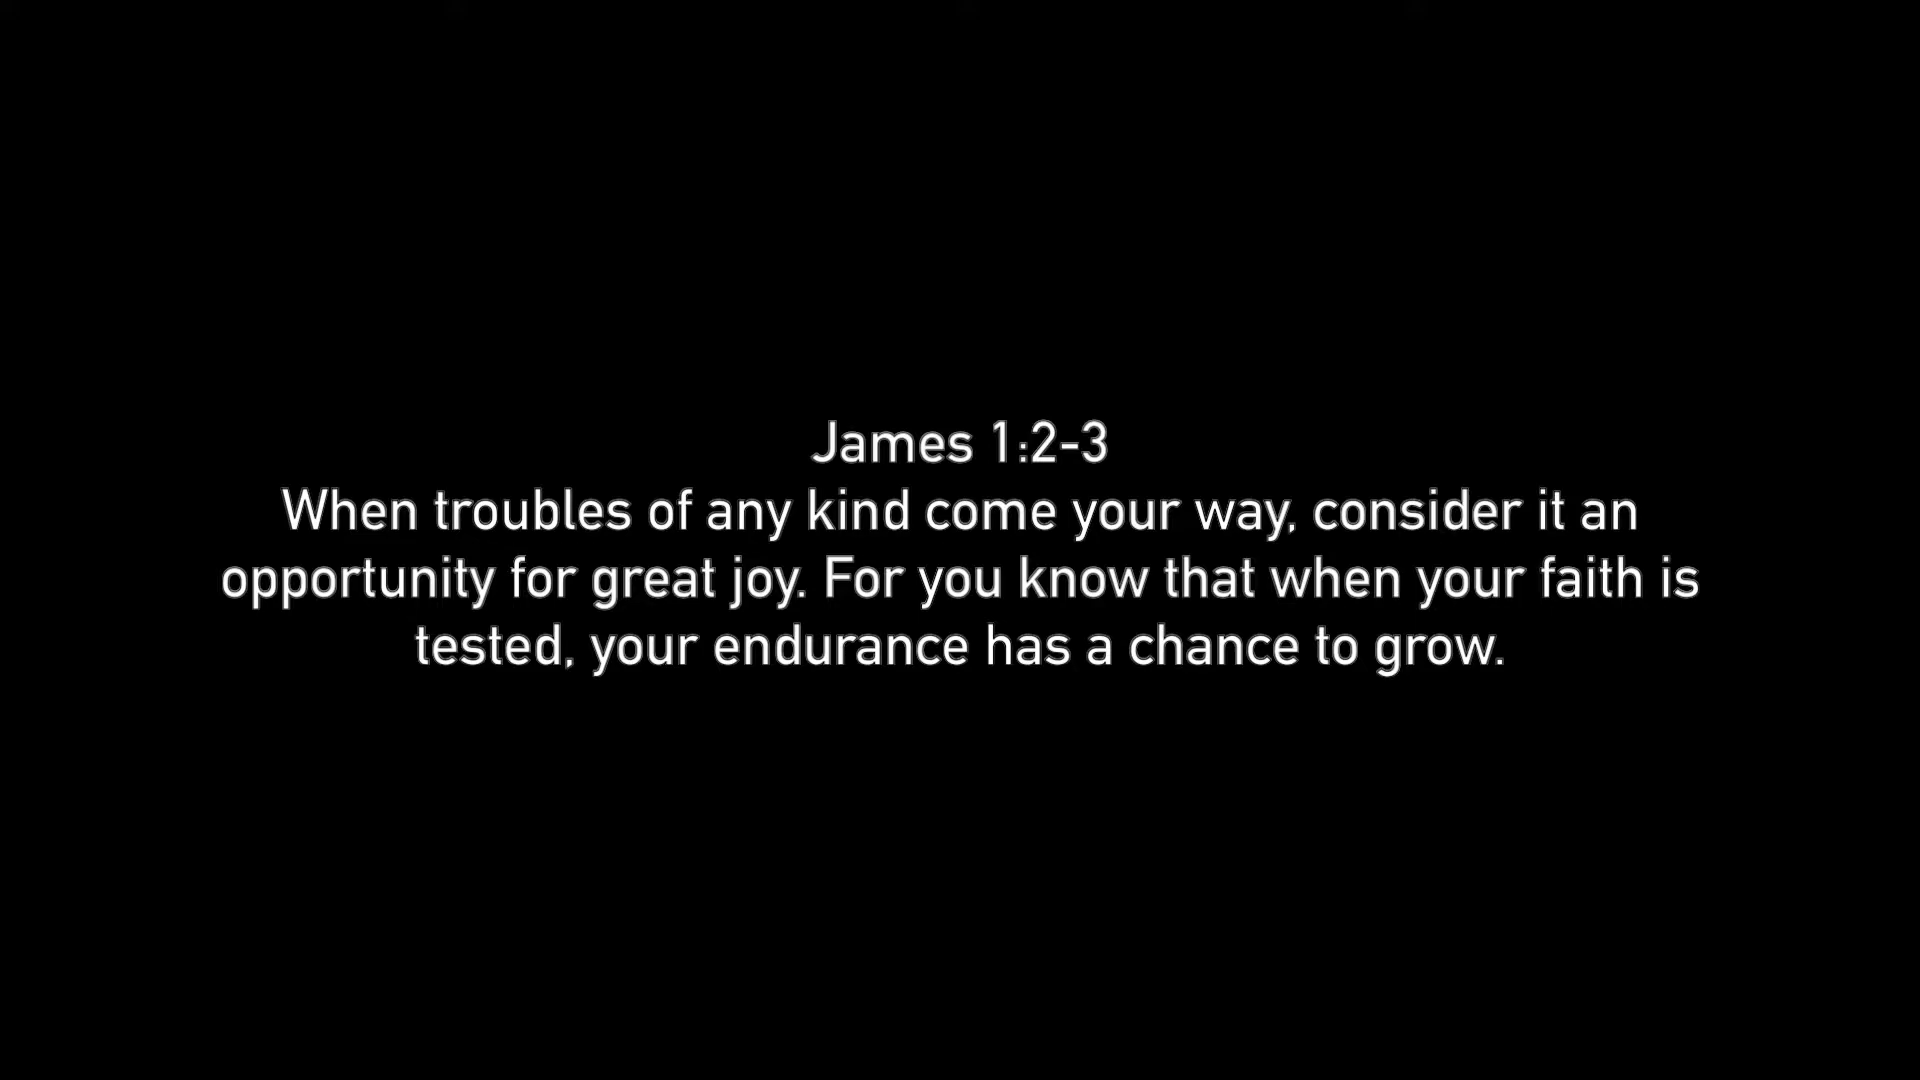 James 1:2-3
When troubles of any kind come your way, consider it an
opportunity for great joy. For you know that when your faith is
tested, your endurance has a chance to grow.